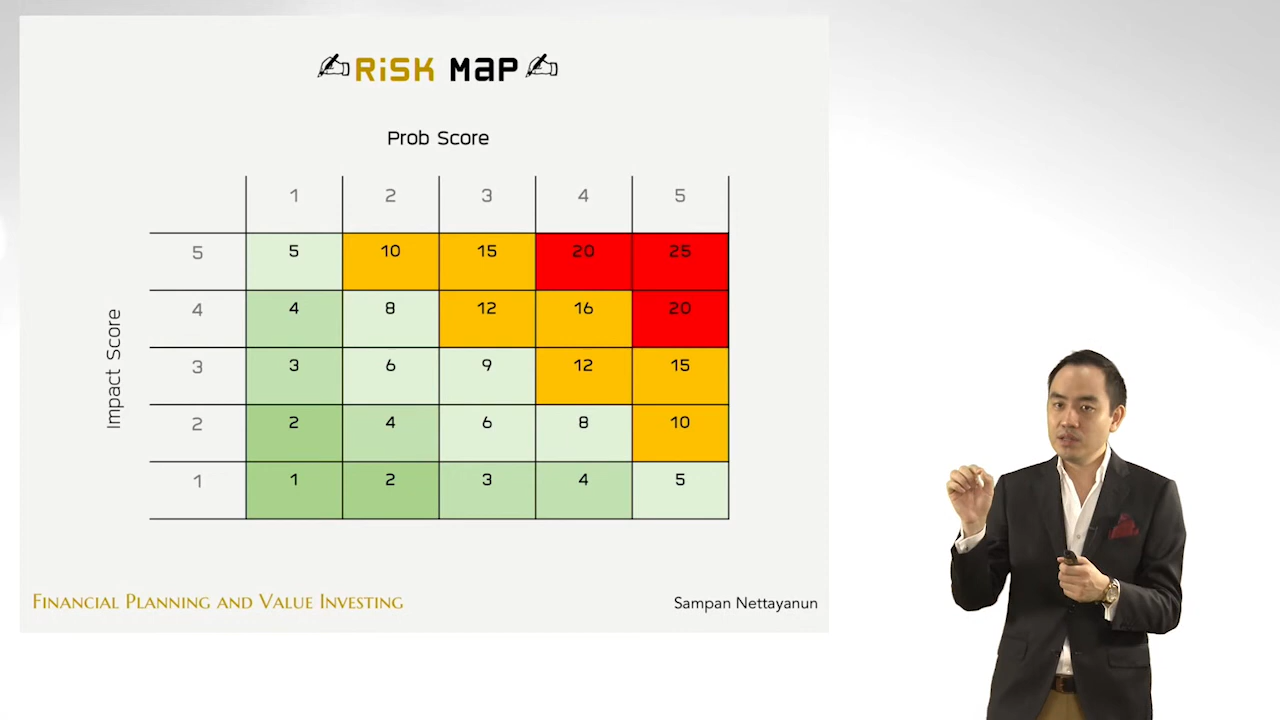 RiSK MaP
Prob Score
1 2 3 4 5
5 5 10 15 20 25
4 4 8 12 16 20
3 3 6 9 12 15
2 2 4 6 8 10
1 1 2 3 4 5
Impact Score
Financial Planning and Value Investing
Sampan Nettayanun